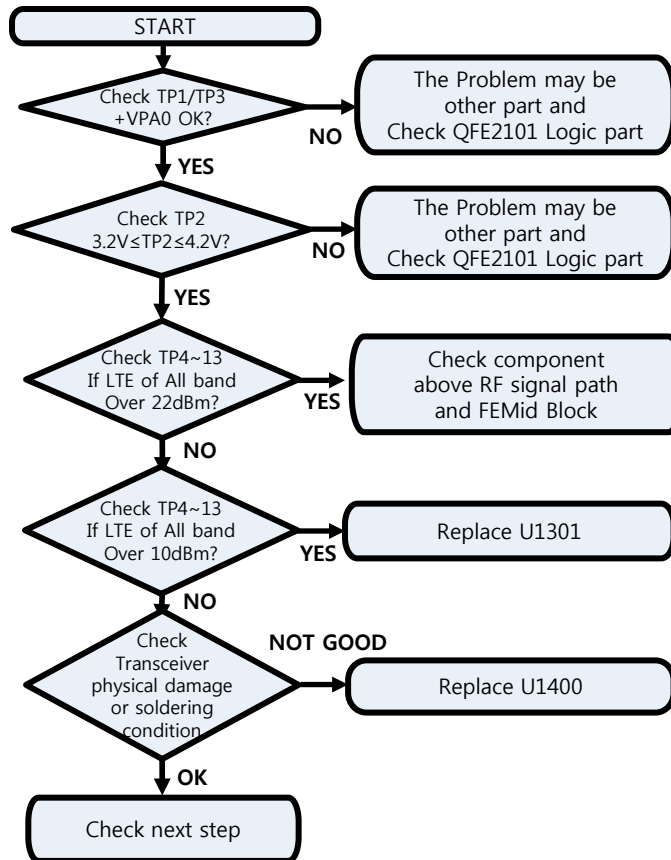 START
Check TP1/TP3
+VPA0 OK?
NO
The Problem may be
other part and
Check QFE2101 Logic part
YES
Check TP2
3.2V≤TP2≤4.2V?
NO
The Problem may be
other part and
Check QFE2101 Logic part
YES
Check TP4~13
If LTE of All band
Over 22dBm?
YES
Check component
above RF signal path
and FEMid Block
NO
Check TP4~13
If LTE of All band
Over 10dBm?
YES
Replace U1301
NO
Check
Transceiver
physical damage
or soldering
condition
NOT GOOD
Replace U1400
OK
Check next step